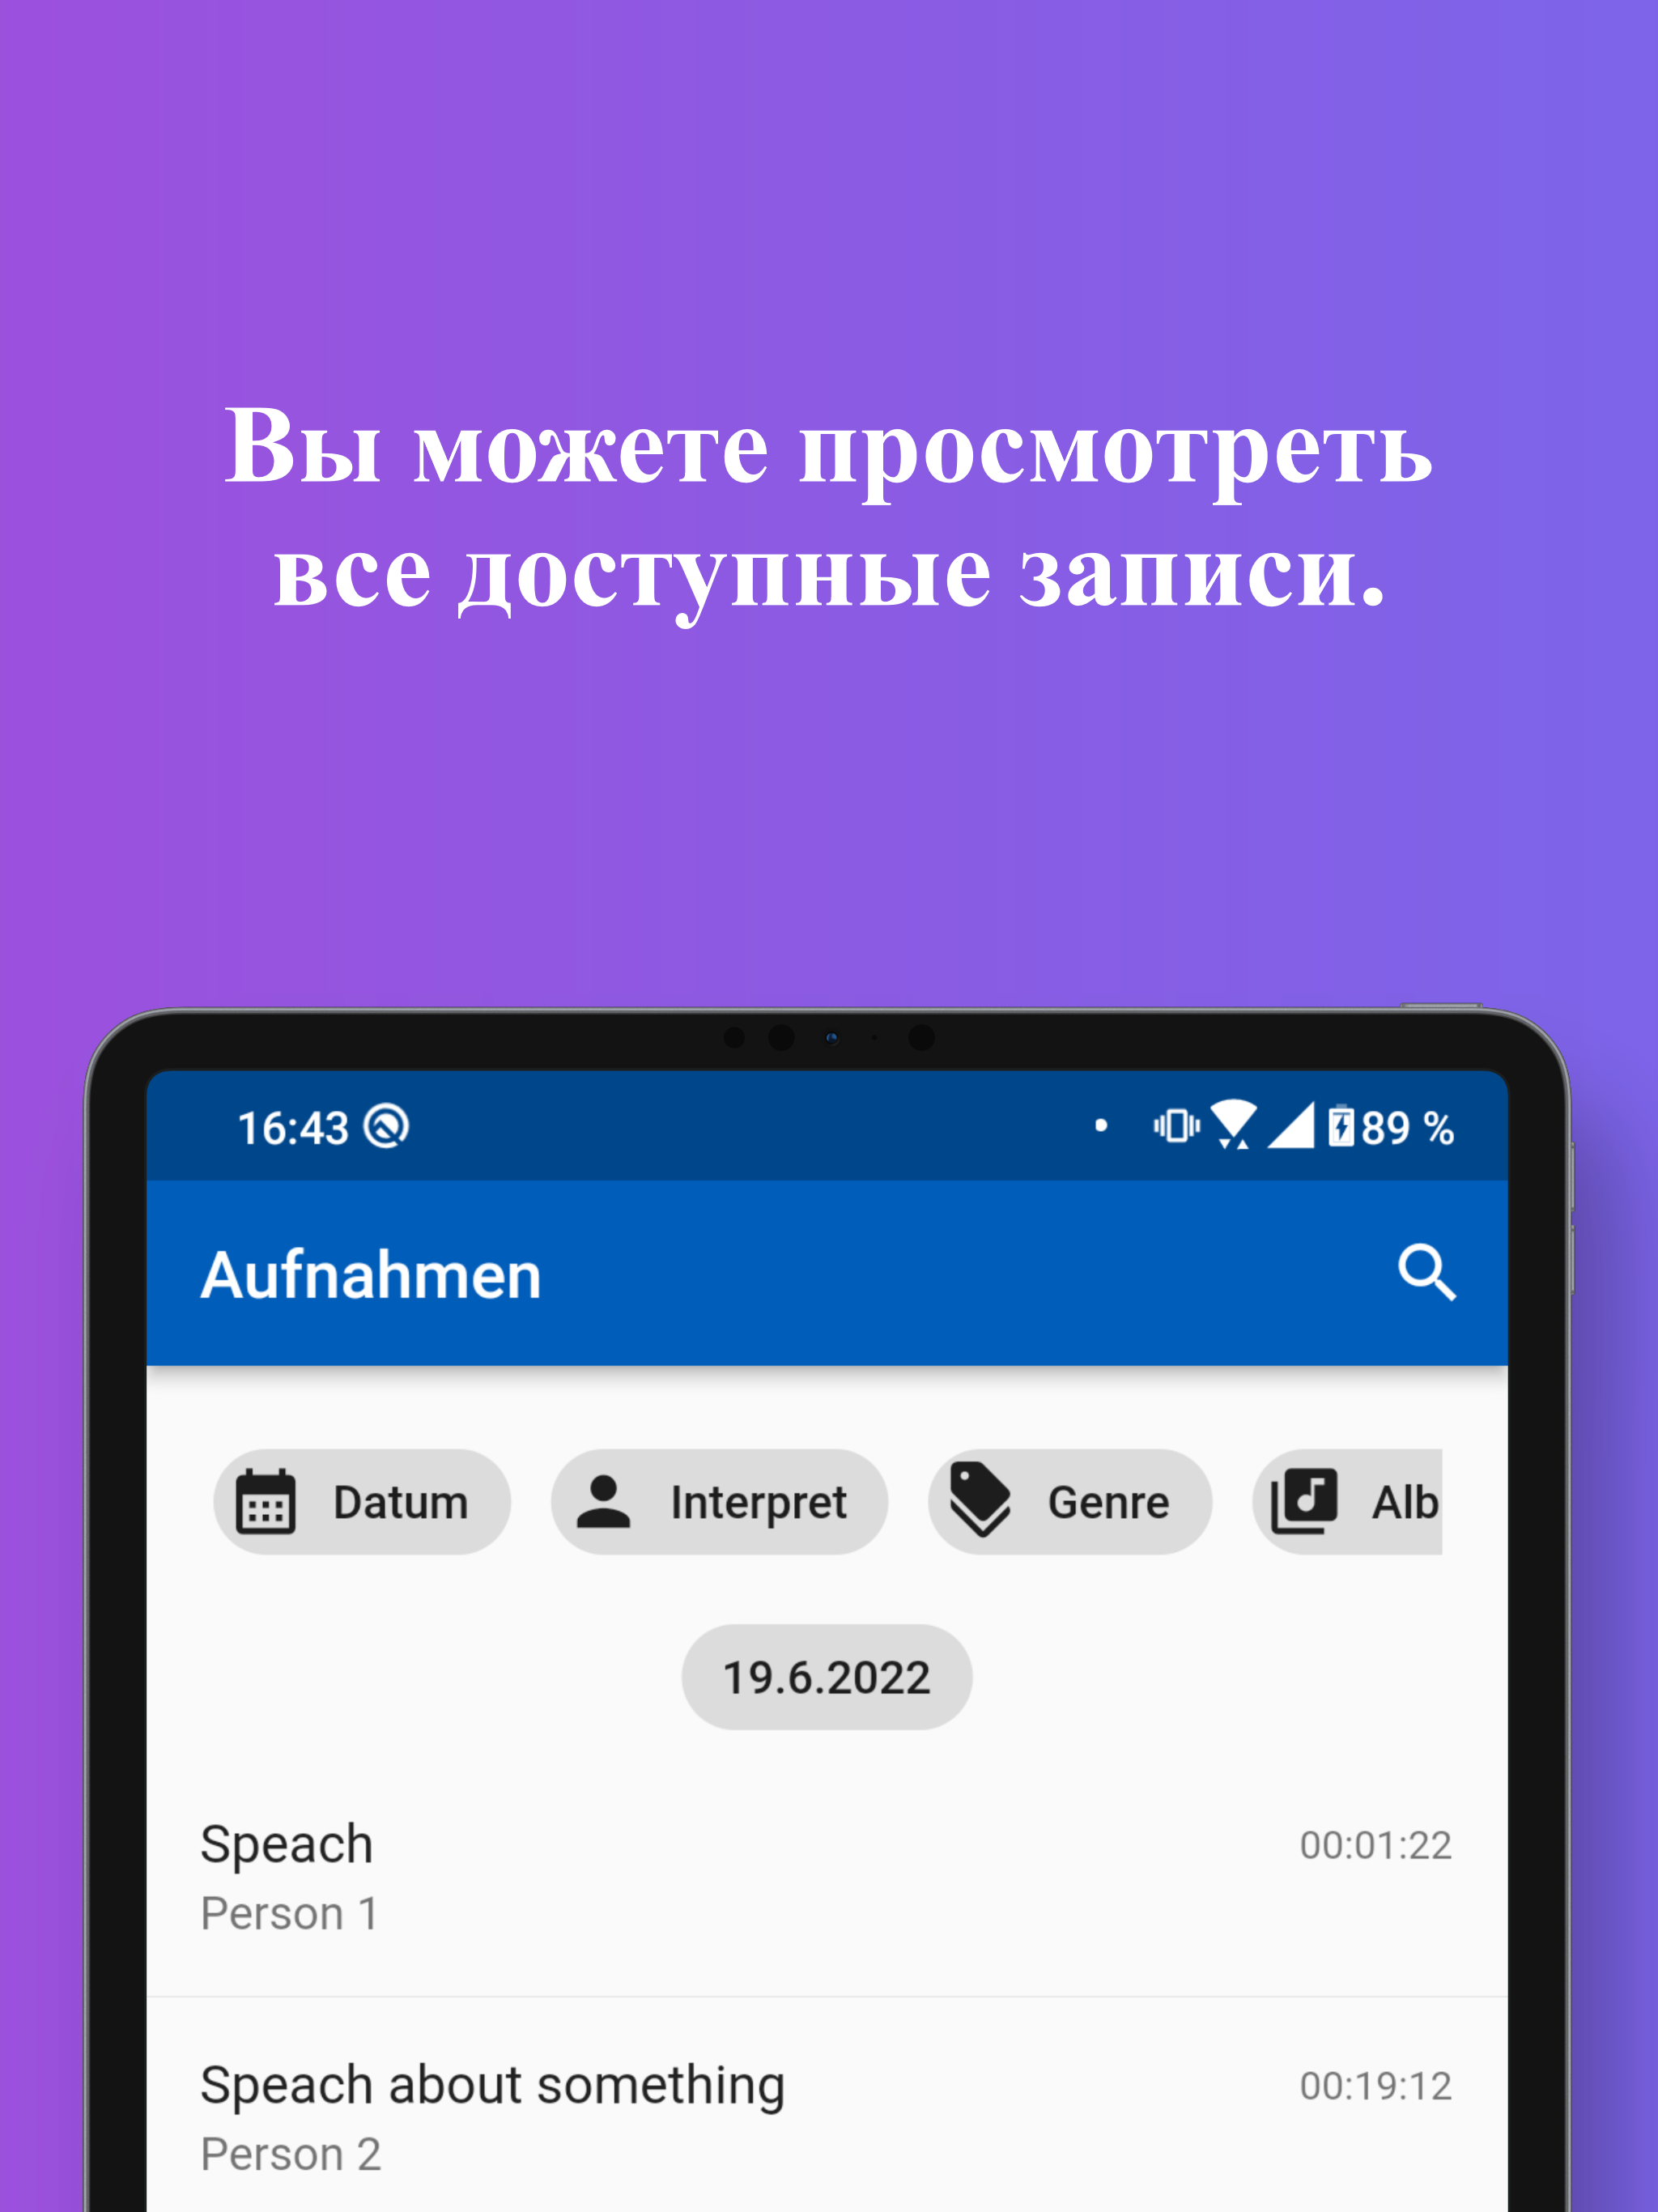 Вы можете просмотреть
все доступные записи.
16:43 89 %
Aufnahmen
Datum Interpret Genre Alb
19.6.2022
Speach 00:01:22
Person 1
Speach about something 00:19:12
Person 2